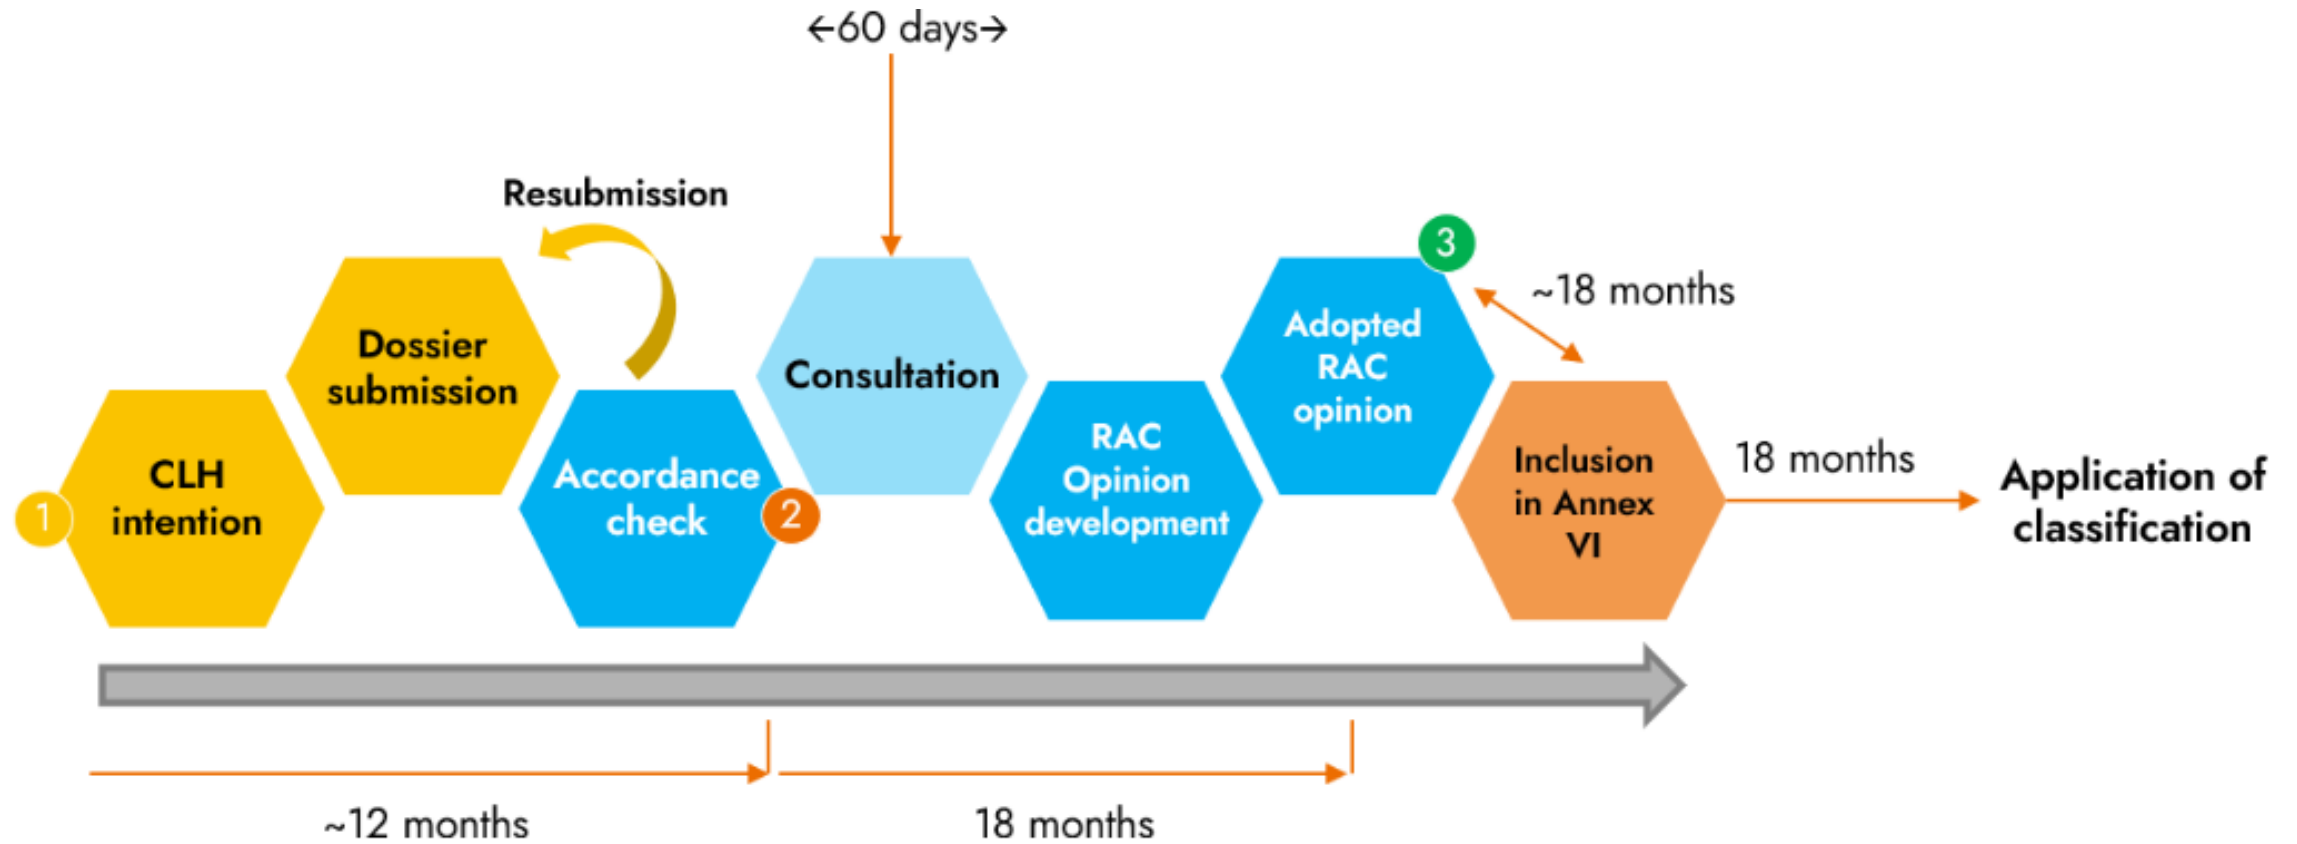 ←60 days→
Resubmission
3
~18 months
Dossier
submission
Consultation
Adopted
RAC
opinion
1
CLH
intention
Accordance
check
2
RAC
Opinion
development
Inclusion
in Annex
VI
18 months
Application of
classification
~12 months
18 months